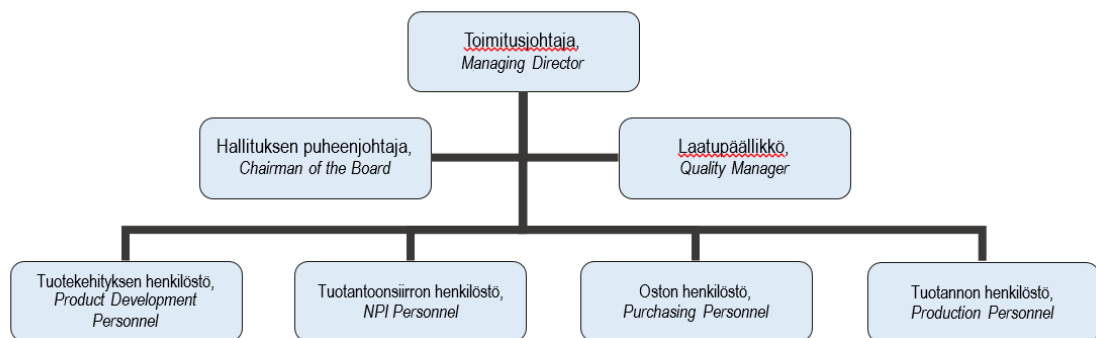 Toimitusjohtaja,
Managing Director
Hallituksen puheenjohtaja,
Chairman of the Board
Laatupäällikkö,
Quality Manager
Tuotekehityksen henkilöstö,
Product Development
Personnel
Tuotantoonsiirron henkilöstö,
NPI Personnel
Oston henkilöstö,
Purchasing Personnel
Tuotannon henkilöstö,
Production Personnel